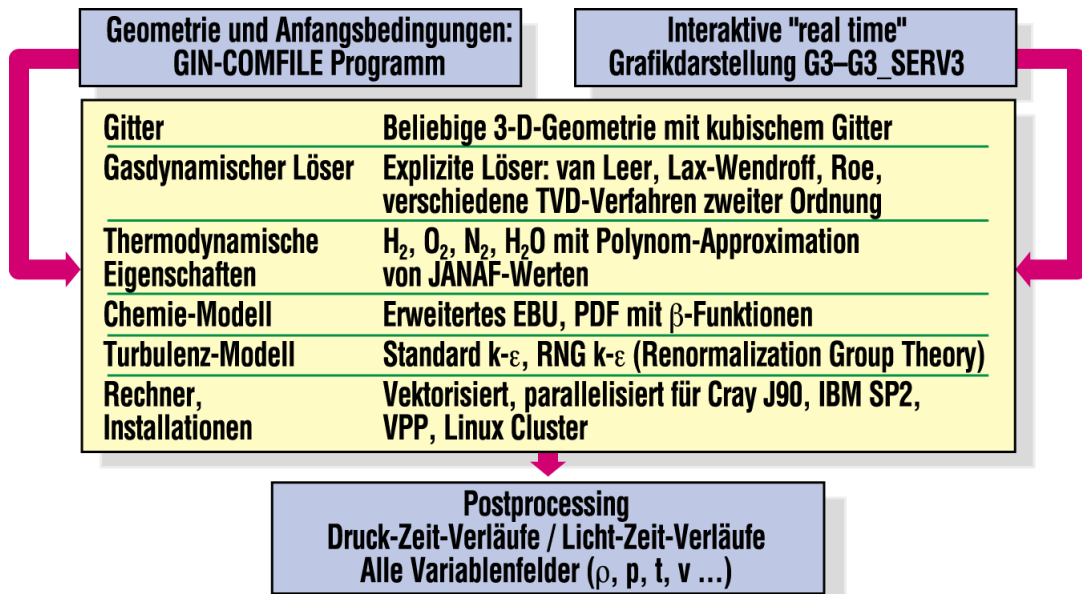 Geometrie und Anfangsbedingungen:
GIN-COMFILE Programm
Interaktive "real time"
Grafikdarstellung G3–G3_SERV3
Gitter Beliebige 3-D-Geometrie mit kubischem Gitter
Gasdynamischer Löser Explizite Löser: van Leer, Lax-Wendroff, Roe,
verschiedene TVD-Verfahren zweiter Ordnung
Thermodynamische H₂, O₂, N₂, H₂O mit Polynom-Approximation
Eigenschaften von JANAF-Werten
Chemie-Modell Erweitertes EBU, PDF mit β-Funktionen
Turbulenz-Modell Standard k-ε, RNG k-ε (Renormalization Group Theory)
Rechner, Vektorisiert, parallelisiert für Cray J90, IBM SP2,
Installationen VPP, Linux Cluster
Postprocessing
Druck-Zeit-Verläufe / Licht-Zeit-Verläufe
Alle Variablenfelder (ρ, p, t, v ...)